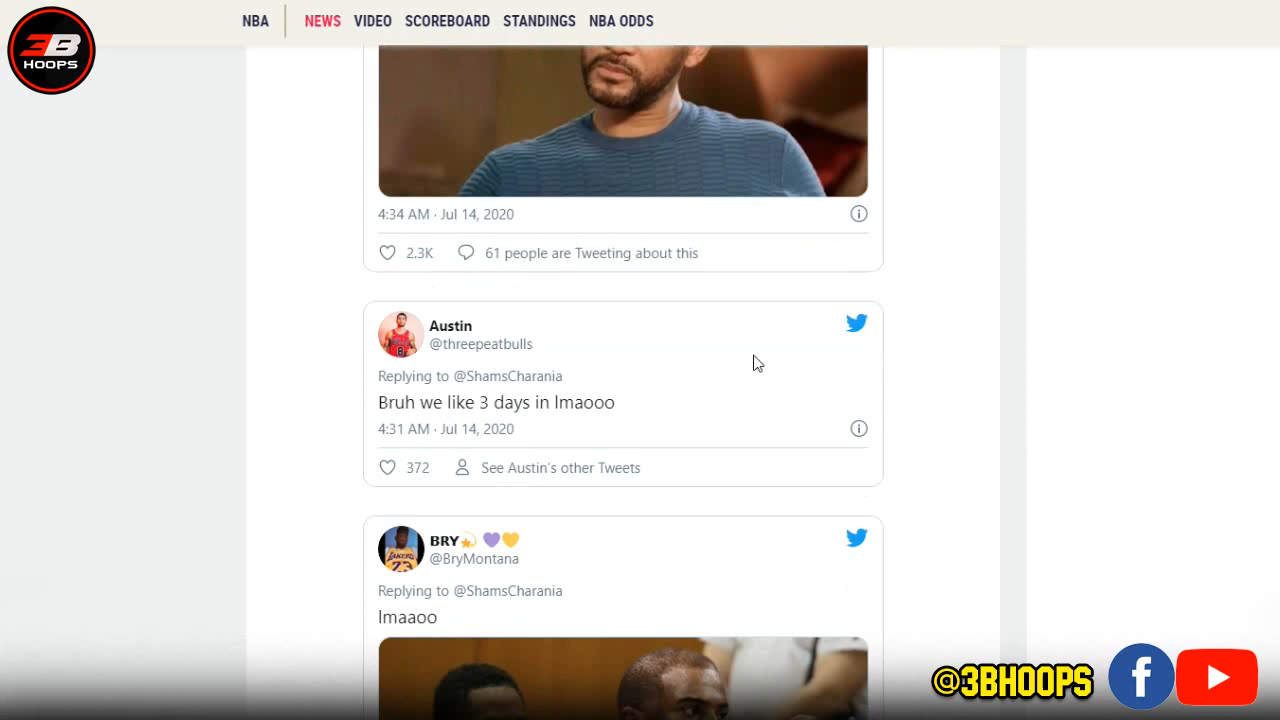 3B
HOOPS
NBA NEWS VIDEO SCOREBOARD STANDINGS NBA ODDS
4:34 AM · Jul 14, 2020
2.3K 61 people are Tweeting about this
Austin
@threepeatbulls
Replying to @ShamsCharania
Bruh we like 3 days in lmaooo
4:31 AM · Jul 14, 2020
372 See Austin's other Tweets
BRY💫 💜💛
@BryMontana
Replying to @ShamsCharania
lmaaoo
@3BHOOPS